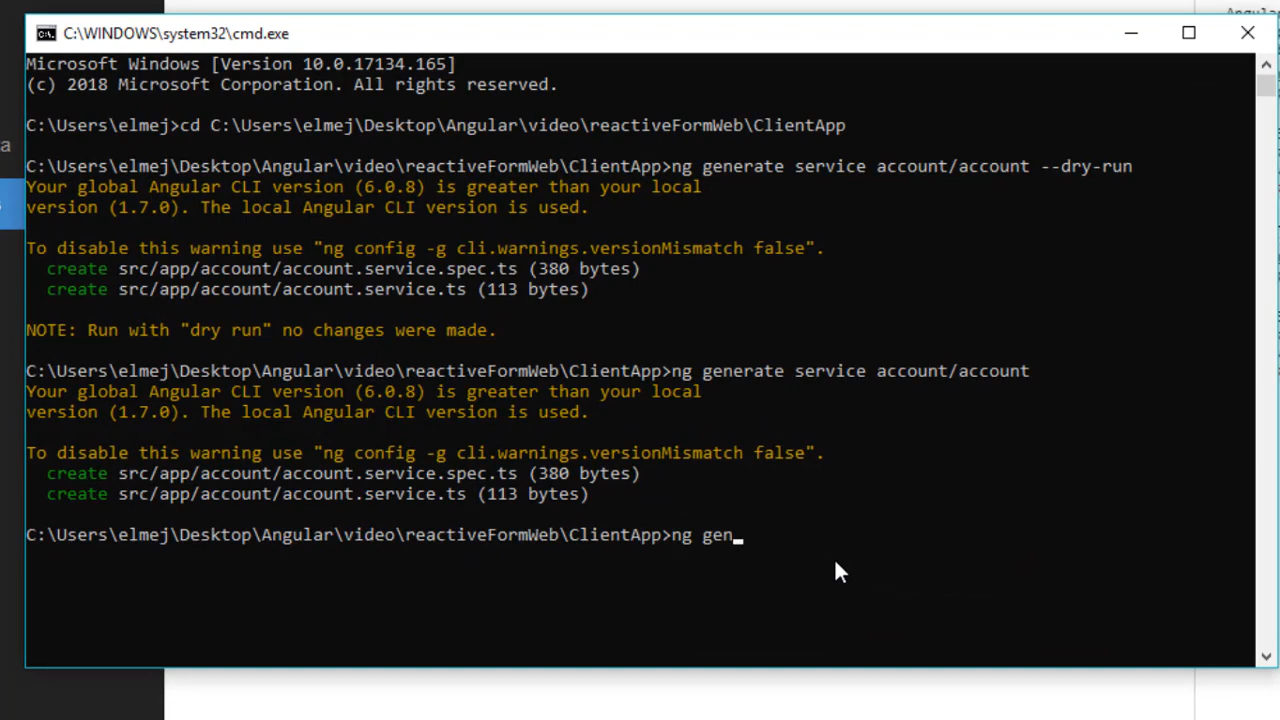 C:\WINDOWS\system32\cmd.exe
Microsoft Windows [Version 10.0.17134.165]
(c) 2018 Microsoft Corporation. All rights reserved.
C:\Users\elmej>cd C:\Users\elmej\Desktop\Angular\video\reactiveFormWeb\ClientApp
C:\Users\elmej\Desktop\Angular\video\reactiveFormWeb\ClientApp>ng generate service account/account --dry-run
Your global Angular CLI version (6.0.8) is greater than your local
version (1.7.0). The local Angular CLI version is used.
To disable this warning use "ng config -g cli.warnings.versionMismatch false".
create src/app/account/account.service.spec.ts (380 bytes)
create src/app/account/account.service.ts (113 bytes)
NOTE: Run with "dry run" no changes were made.
C:\Users\elmej\Desktop\Angular\video\reactiveFormWeb\ClientApp>ng generate service account/account
Your global Angular CLI version (6.0.8) is greater than your local
version (1.7.0). The local Angular CLI version is used.
To disable this warning use "ng config -g cli.warnings.versionMismatch false".
create src/app/account/account.service.spec.ts (380 bytes)
create src/app/account/account.service.ts (113 bytes)
C:\Users\elmej\Desktop\Angular\video\reactiveFormWeb\ClientApp>ng gen